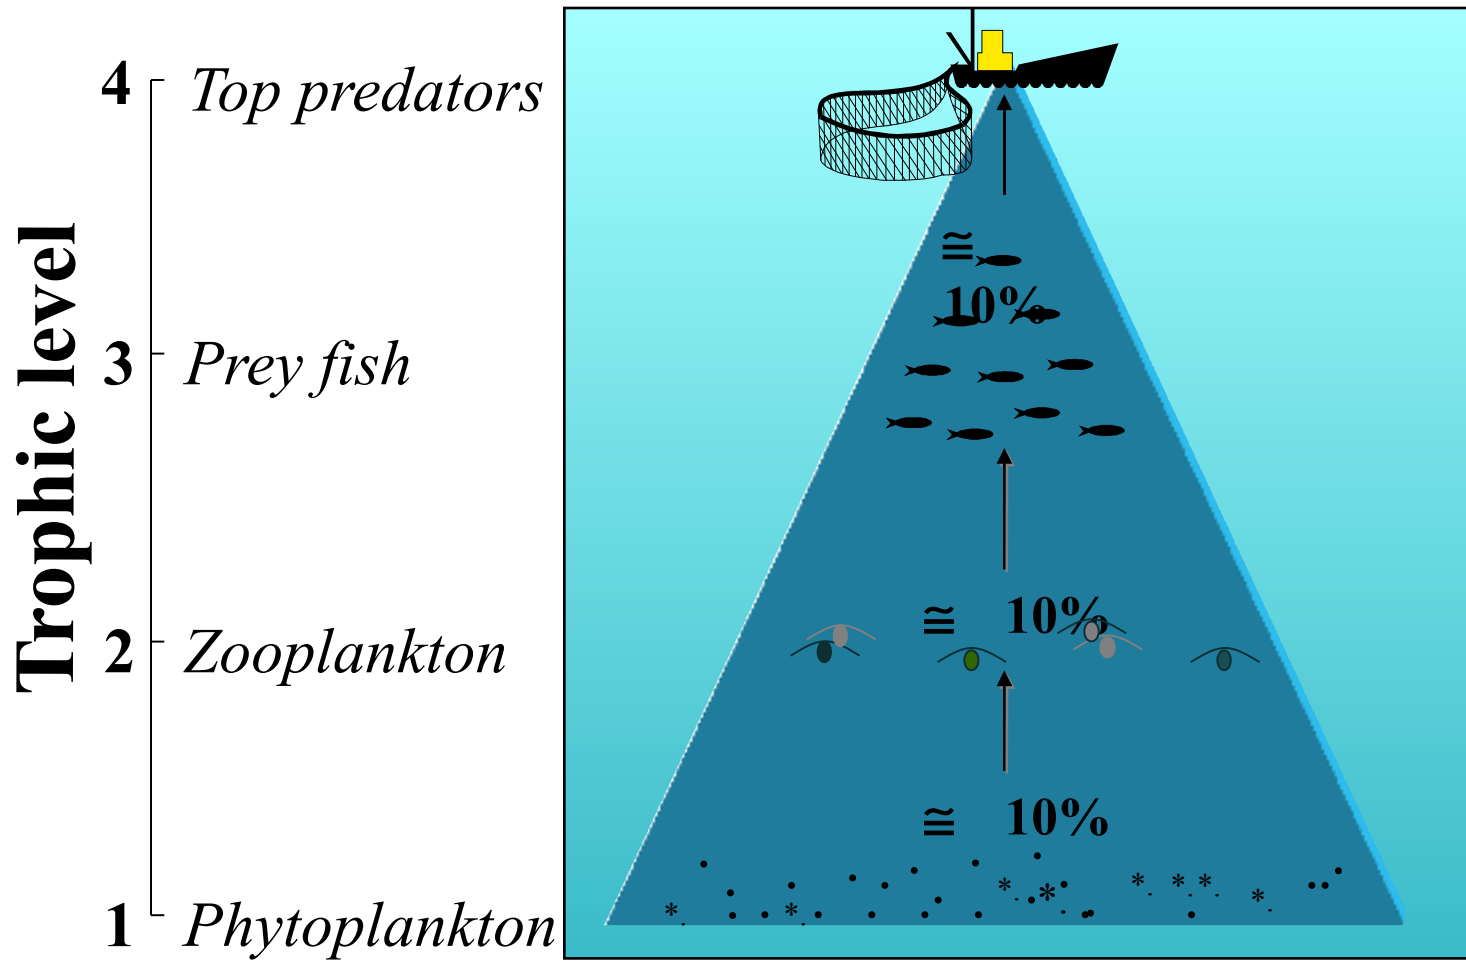 Trophic level
4 Top predators
≅
10%
3 Prey fish
≅ 10%
2 Zooplankton
≅ 10%
1 Phytoplankton